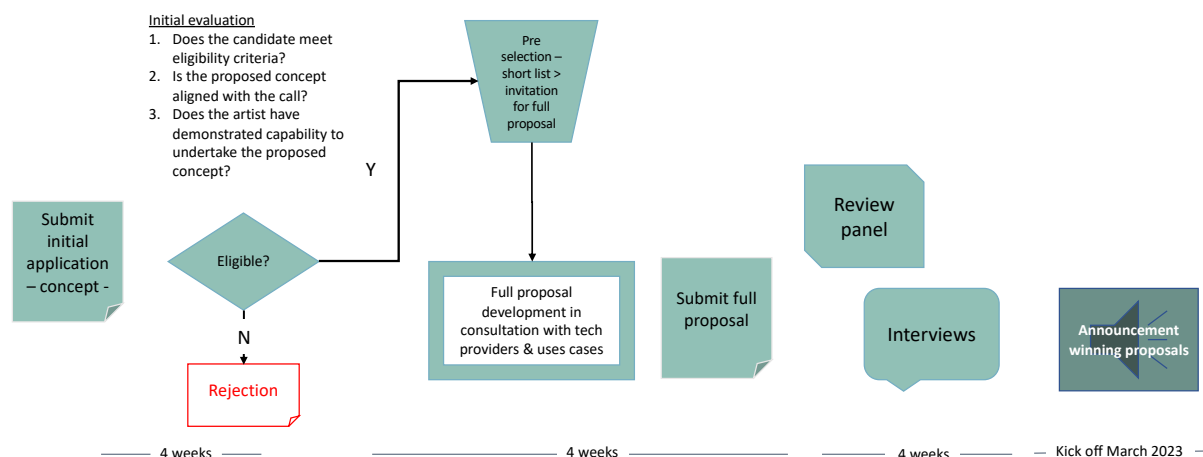 Initial evaluation
1. Does the candidate meet
eligibility criteria?
2. Is the proposed concept
aligned with the call?
3. Does the artist have
demonstrated capability to
undertake the proposed
concept?
Pre
selection –
short list >
invitation
for full
proposal
Y
Submit
initial
application
– concept -
Eligible?
N
Rejection
Full proposal
development in
consultation with tech
providers & uses cases
Submit full
proposal
Review
panel
Interviews
Announcement
winning proposals
4 weeks
4 weeks
4 weeks
Kick off March 2023